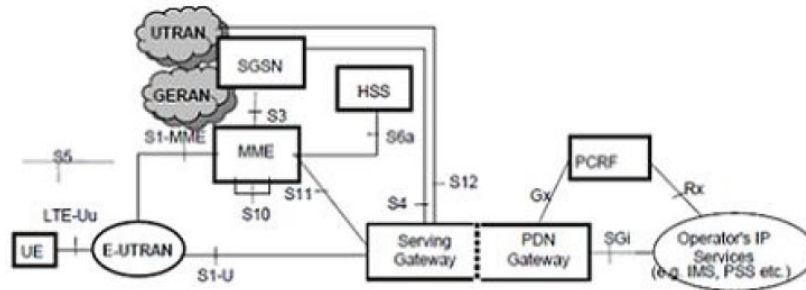 UTRAN
SGSN
GERAN
HSS
S3
S1-MME
S6a
MME
PCRF
S5
S11
S12
Gx
Rx
S10
S4
LTE-Uu
UE
E-UTRAN
Serving
Gateway
PDN
Gateway
SGi
Operator's IP
Services
(e.g. IMS, PSS etc.)
S1-U